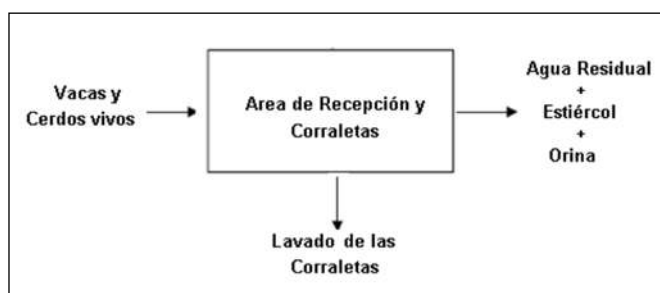 Vacas y
Cerdos vivos
Area de Recepción y
Corraletas
Agua Residual
+
Estiércol
+
Orina
Lavado de las
Corraletas